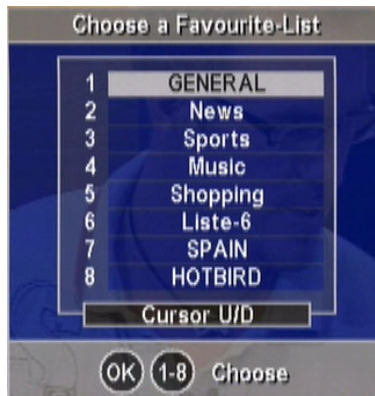 Choose a Favourite-List
1 GENERAL
2 News
3 Sports
4 Music
5 Shopping
6 Liste-6
7 SPAIN
8 HOTBIRD
Cursor U/D
OK 1-8 Choose